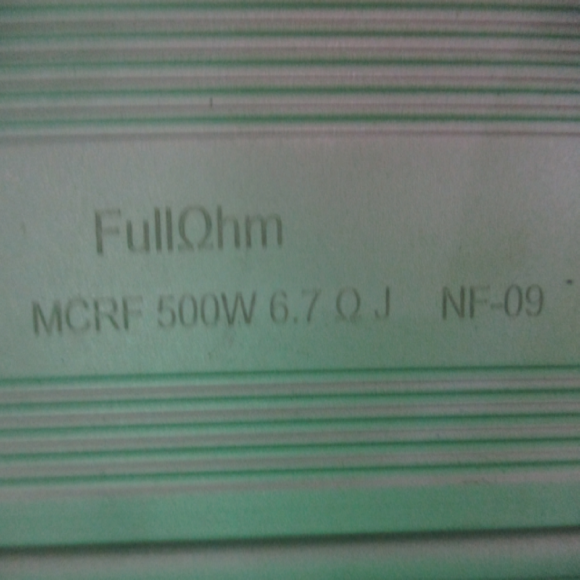 FullΩhm
MCRF 500W 6.7 Ω J NF-09